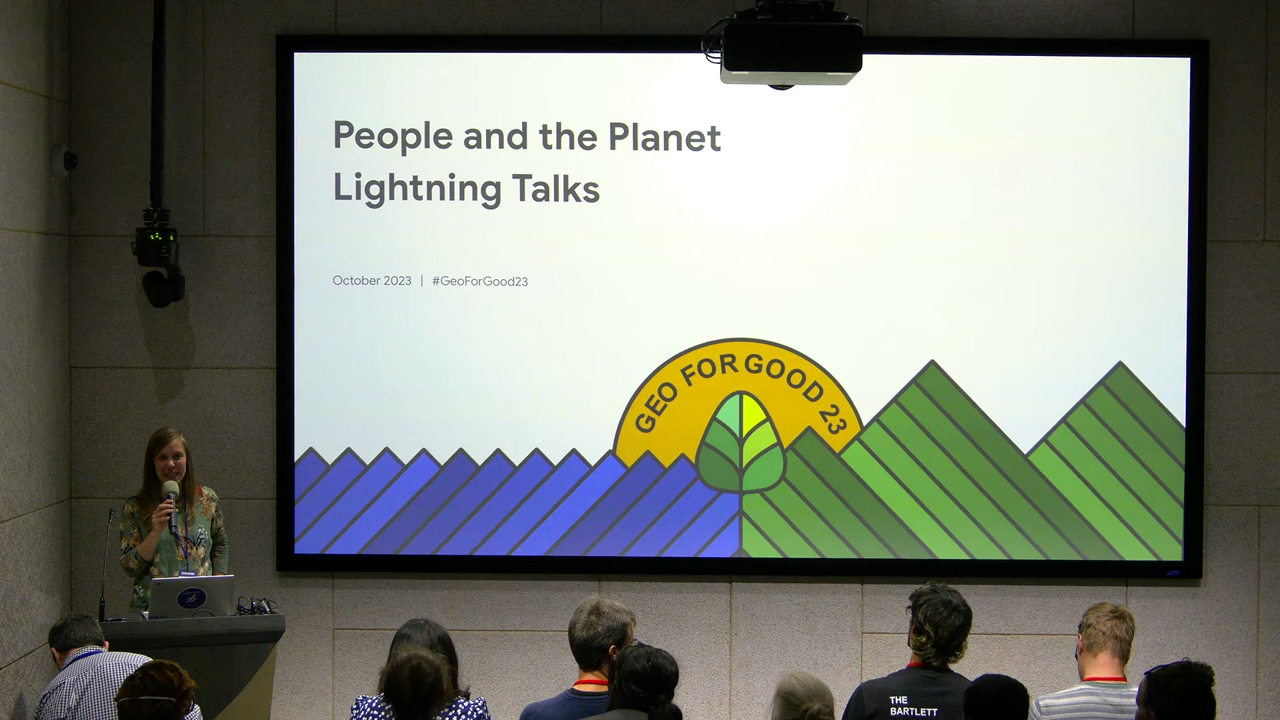 People and the Planet
Lightning Talks
October 2023 | #GeoForGood23
GEO FOR GOOD 23
THE
BARTLETT